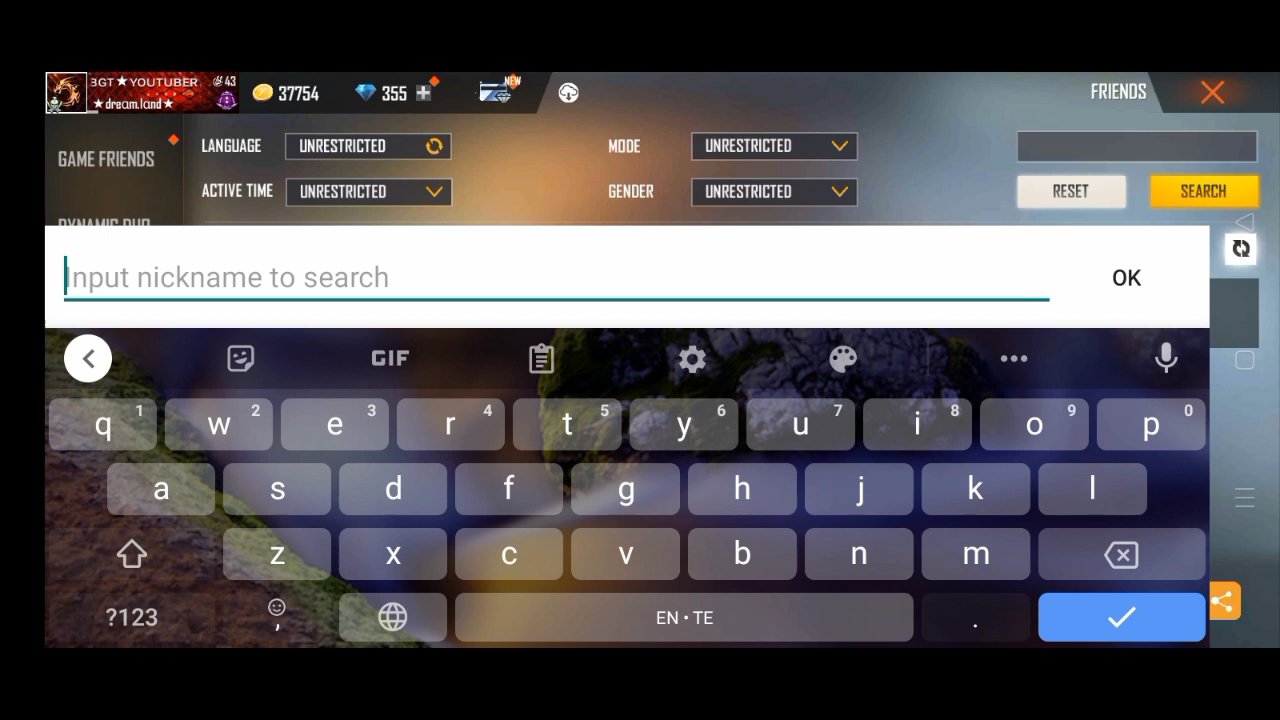 3GT★YOUTUBER 43
★dream.land★
37754
355
NEW
FRIENDS
GAME FRIENDS
LANGUAGE UNRESTRICTED
MODE UNRESTRICTED
ACTIVE TIME UNRESTRICTED
GENDER UNRESTRICTED
RESET SEARCH
DYNAMIC DUO
Input nickname to search
OK
GIF
q 1 w 2 e 3 r 4 t 5 y 6 u 7 i 8 o 9 p 0
a s d f g h j k l
z x c v b n m
?123 , EN • TE .